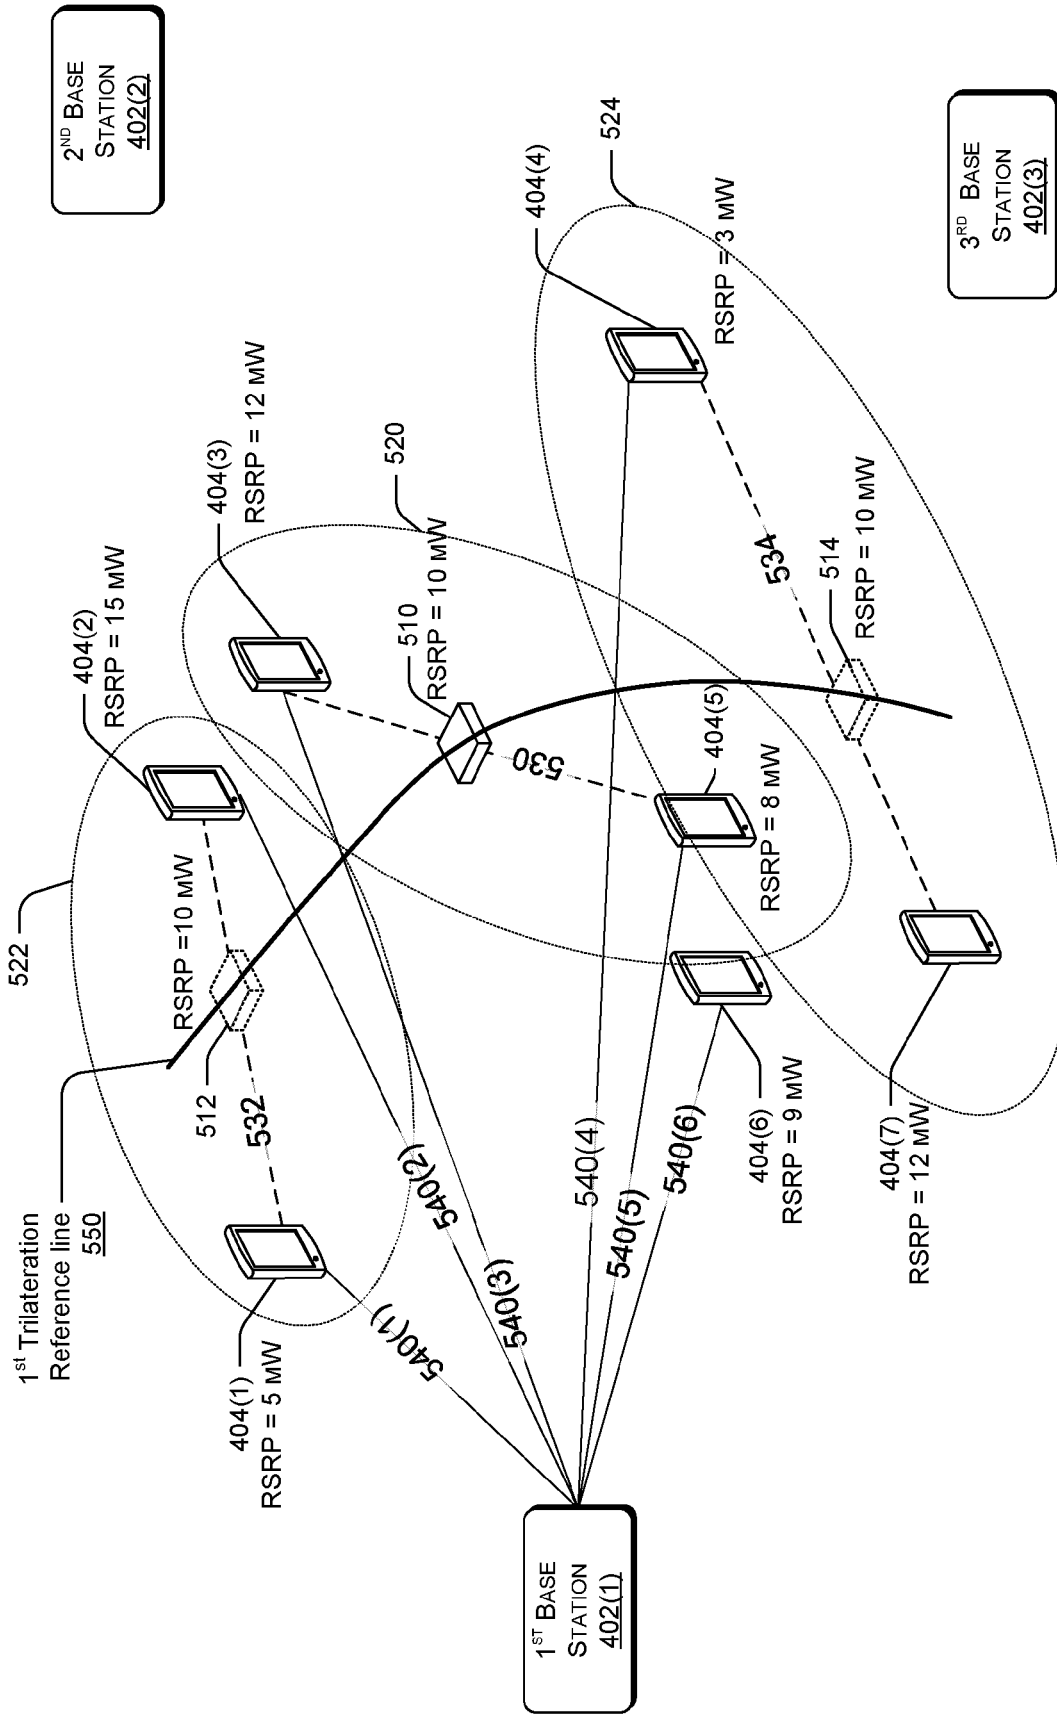 1st Trilateration
Reference line
550
522
404(2)
RSRP = 15 MW
2ND BASE
STATION
402(2)
RSRP =10 MW
512
532
404(1)
RSRP = 5 MW
404(3)
RSRP = 12 MW
520
510
RSRP = 10 MW
530
540(1)
540(2)
540(3)
1ST BASE
STATION
402(1)
540(4)
540(5)
540(6)
404(4)
524
RSRP = 3 MW
404(5)
RSRP = 8 MW
404(6)
RSRP = 9 MW
534
514
RSRP = 10 MW
404(7)
RSRP = 12 MW
3RD BASE
STATION
402(3)